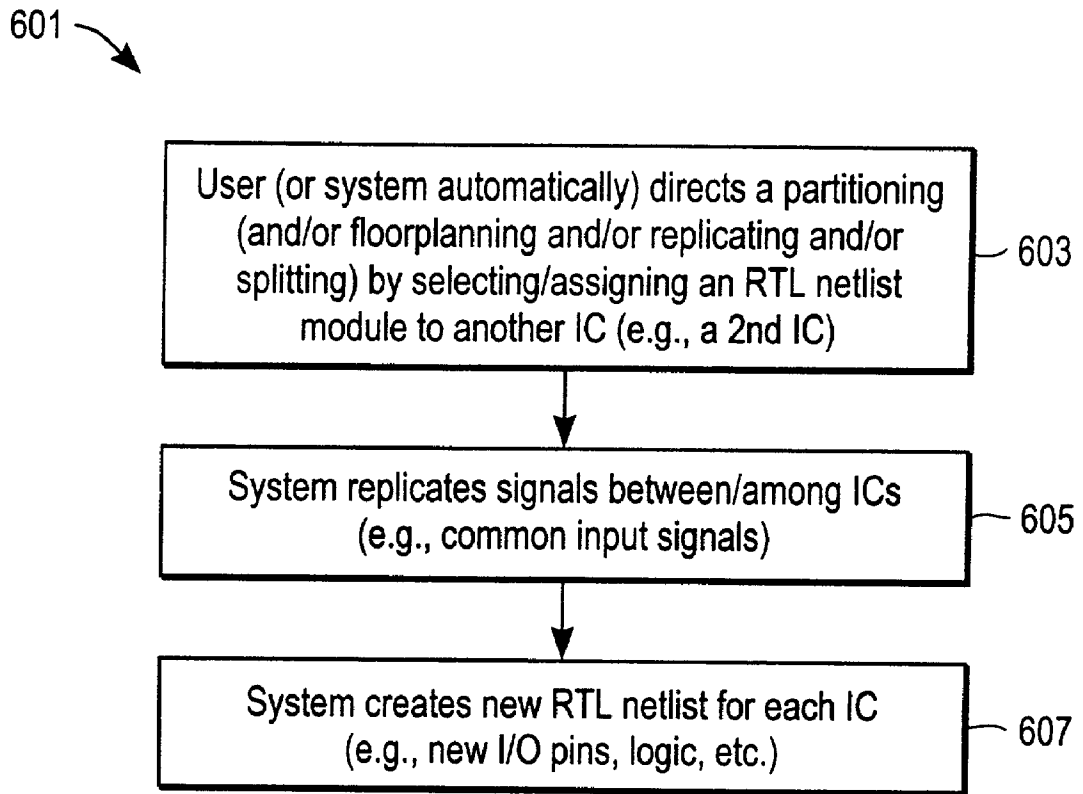 601
User (or system automatically) directs a partitioning
(and/or floorplanning and/or replicating and/or
splitting) by selecting/assigning an RTL netlist
module to another IC (e.g., a 2nd IC)
603
System replicates signals between/among ICs
(e.g., common input signals)
605
System creates new RTL netlist for each IC
(e.g., new I/O pins, logic, etc.)
607